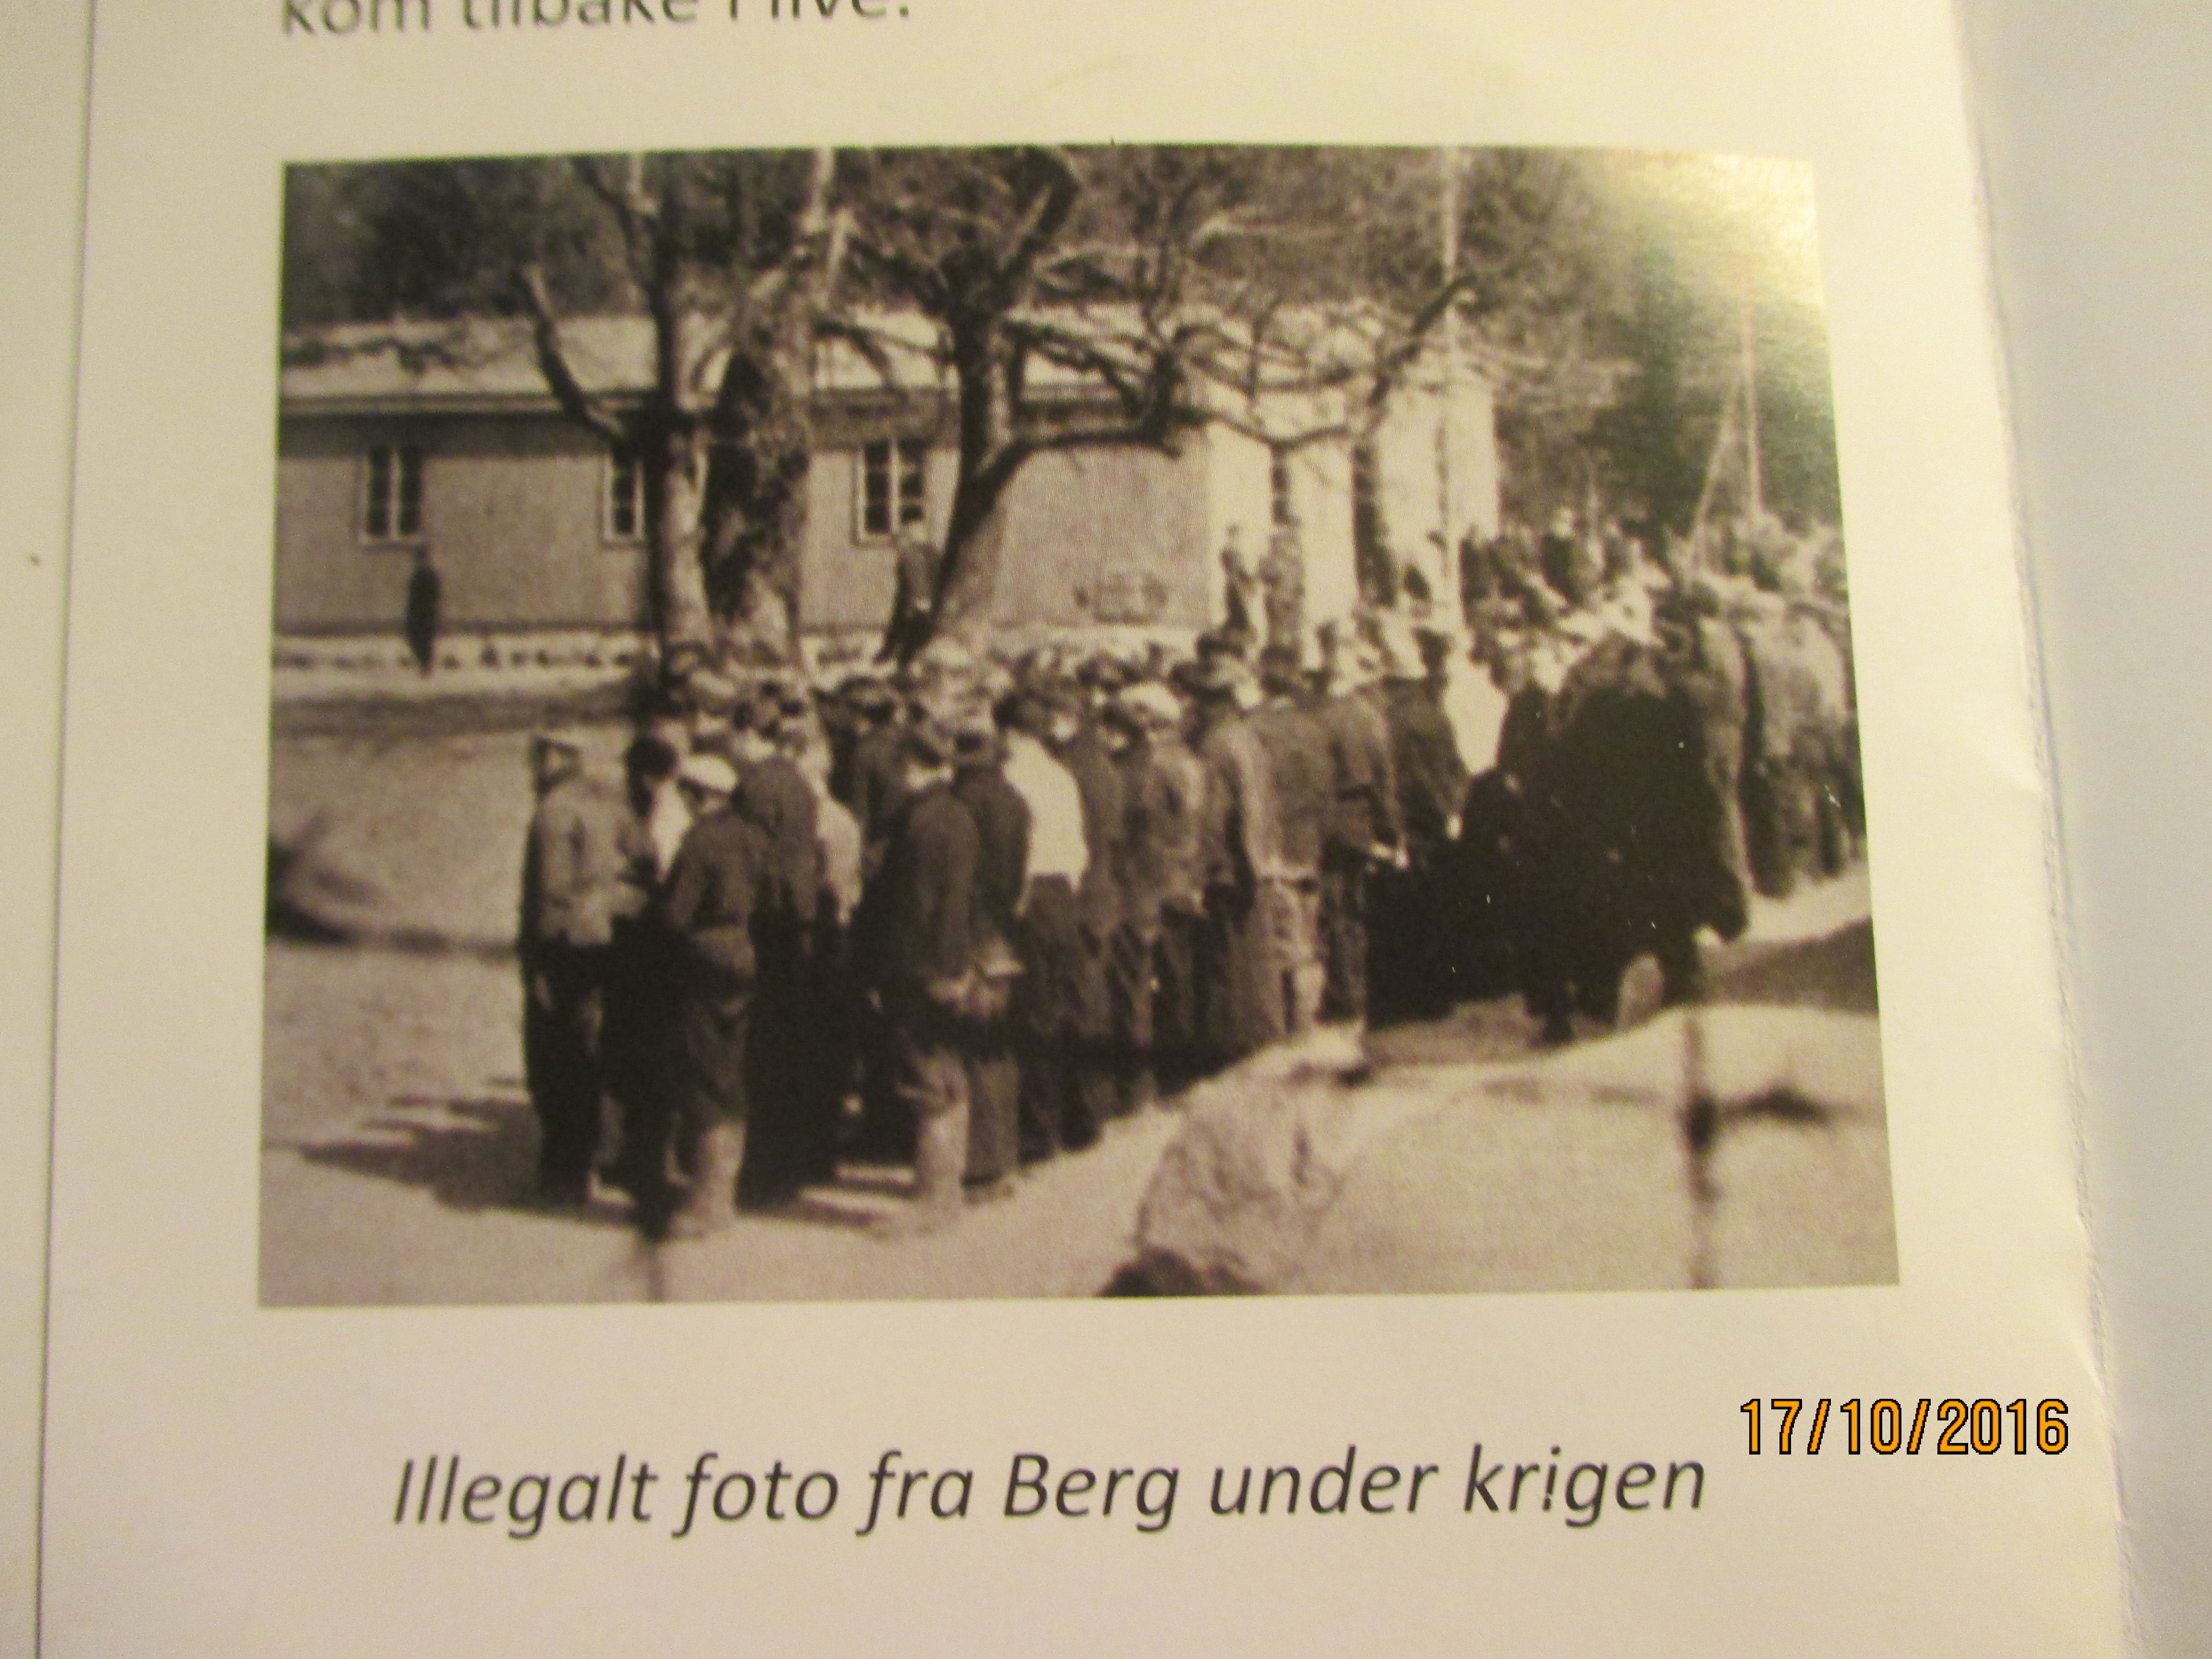 kom tilbake i live.
17/10/2016
Illegalt foto fra Berg under krigen